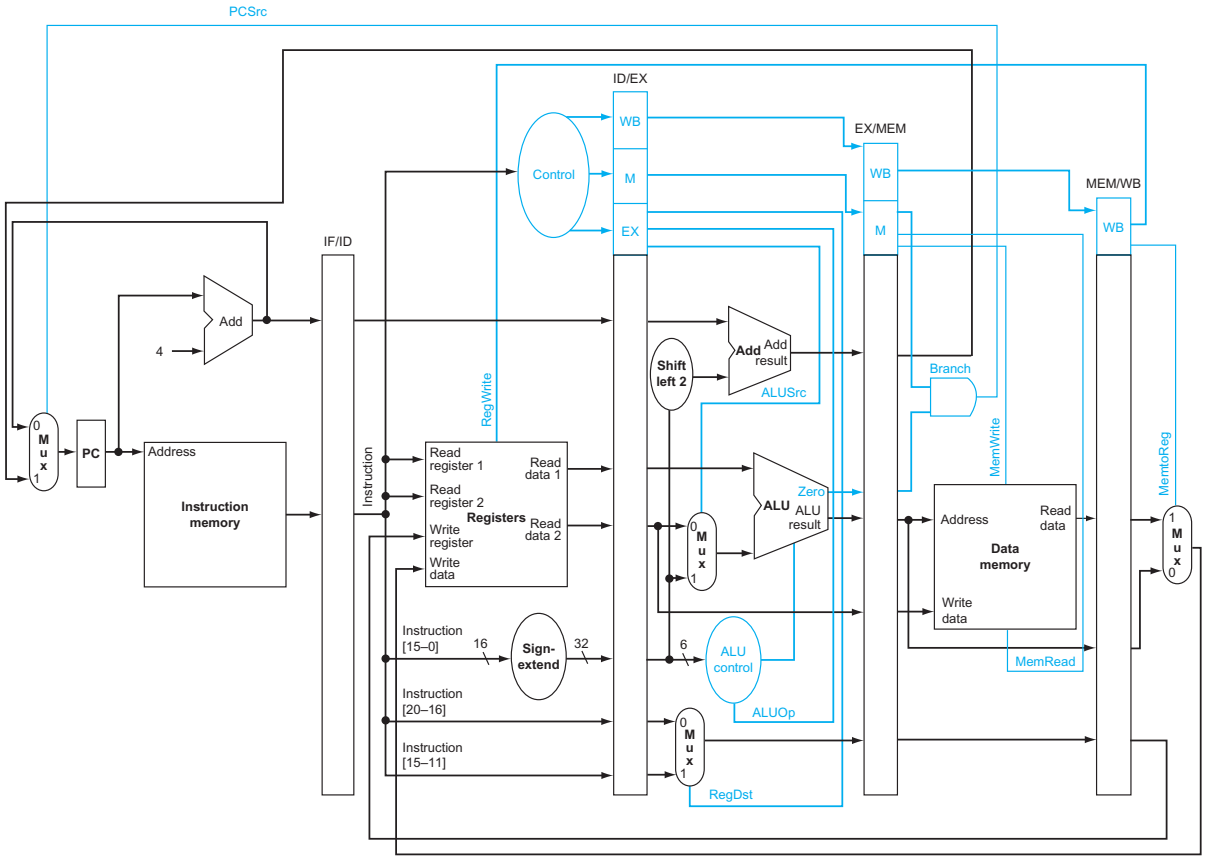 PCSrc
ID/EX
WB
EX/MEM
Control
M
WB
MEM/WB
EX
M
WB
IF/ID
Add
4
Add Add
result
Shift
left 2
Branch
ALUSrc
RegWrite
MemWrite
MemtoReg
0
M
u
x
1
PC
Address
Instruction
memory
Instruction
Read
register 1
Read
data 1
Read
register 2
Registers
Read
data 2
Write
register
Write
data
0
M
u
x
1
Zero
ALU
ALU
result
Address
Read
data
Data
memory
Write
data
1
M
u
x
0
Instruction
[15–0]
16
Sign-
extend
32
6
ALU
control
MemRead
Instruction
[20–16]
ALUOp
0
M
u
x
1
Instruction
[15–11]
RegDst